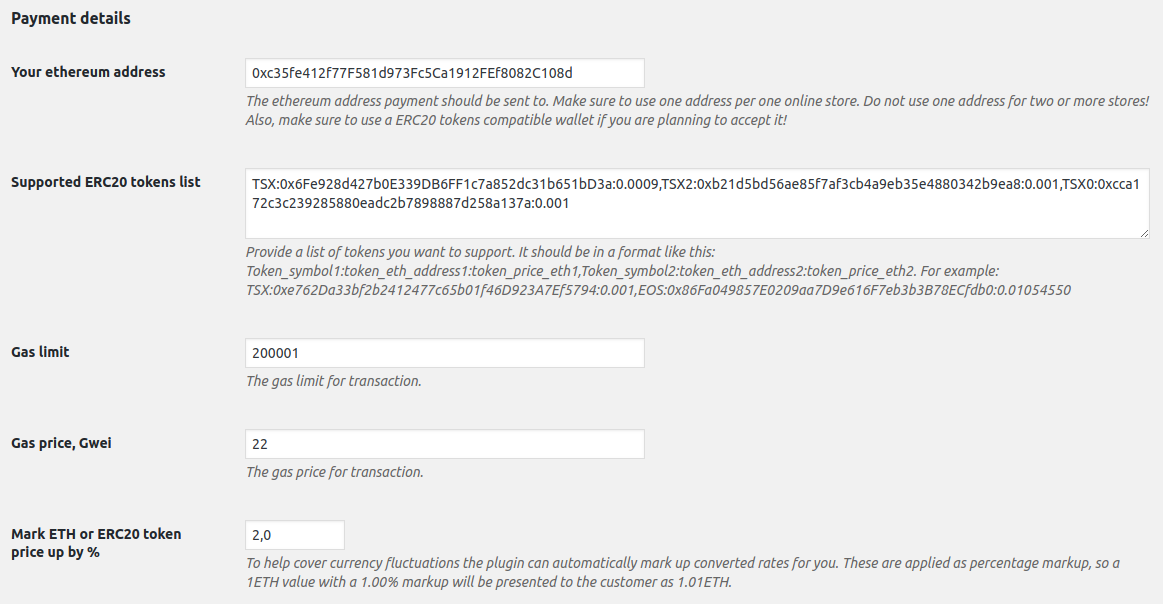 Payment details
Your ethereum address
0xc35fe412f77F581d973Fc5Ca1912FEf8082C108d
The ethereum address payment should be sent to. Make sure to use one address per one online store. Do not use one address for two or more stores!
Also, make sure to use a ERC20 tokens compatible wallet if you are planning to accept it!
Supported ERC20 tokens list
TSX:0x6Fe928d427b0E339DB6FF1c7a852dc31b651bD3a:0.0009,TSX2:0xb21d5bd56ae85f7af3cb4a9eb35e4880342b9ea8:0.001,TSX0:0xcca1
72c3c239285880eadc2b7898887d258a137a:0.001
Provide a list of tokens you want to support. It should be in a format like this:
Token_symbol1:token_eth_address1:token_price_eth1,Token_symbol2:token_eth_address2:token_price_eth2. For example:
TSX:0xe762Da33bf2b2412477c65b01f46D923A7Ef5794:0.001,EOS:0x86Fa049857E0209aa7D9e616F7eb3b3B78ECfdb0:0.01054550
Gas limit
200001
The gas limit for transaction.
Gas price, Gwei
22
The gas price for transaction.
Mark ETH or ERC20 token
price up by %
2,0
To help cover currency fluctuations the plugin can automatically mark up converted rates for you. These are applied as percentage markup, so a
1ETH value with a 1.00% markup will be presented to the customer as 1.01ETH.